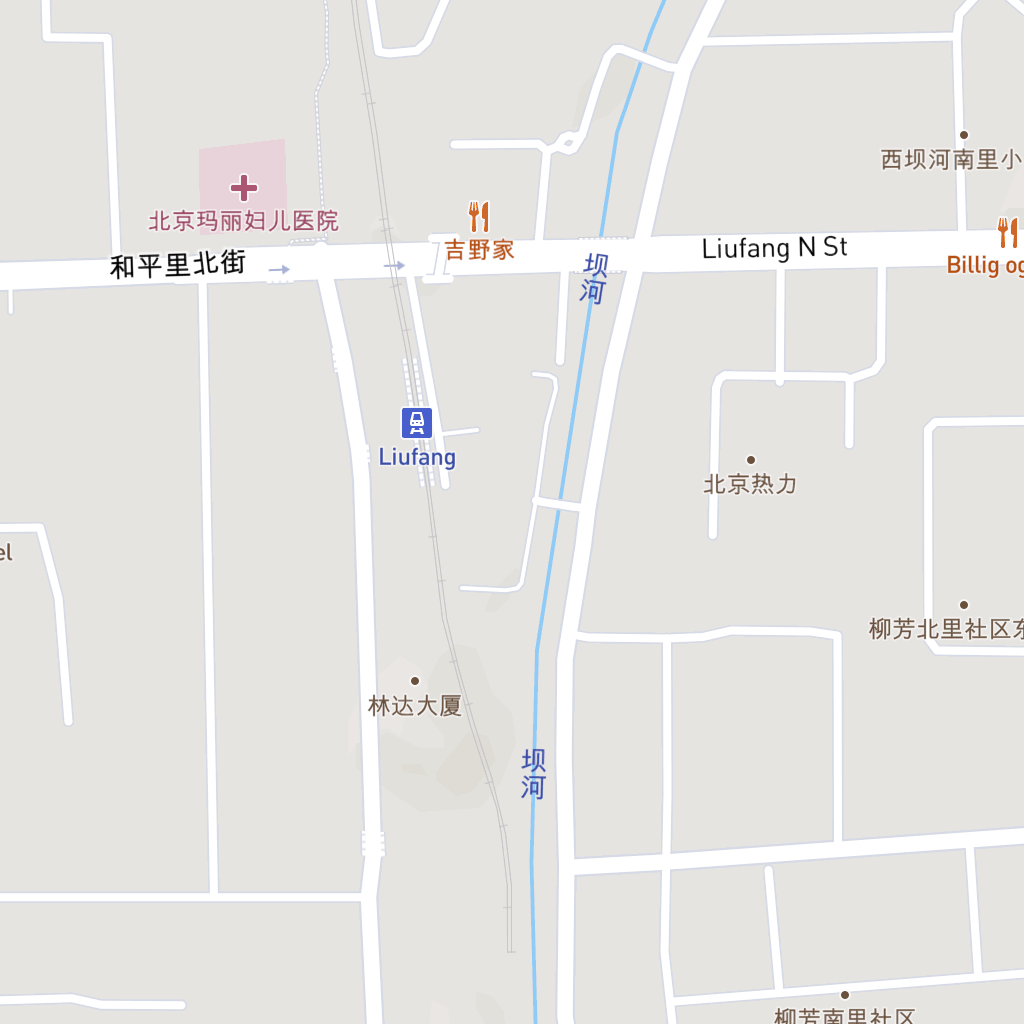 西坝河南里小
北京玛丽妇儿医院
吉野家
Liufang N St
和平里北街
坝
河
Billig og
Liufang
北京热力
el
柳芳北里社区东
林达大厦
坝
河
柳芳南里社区